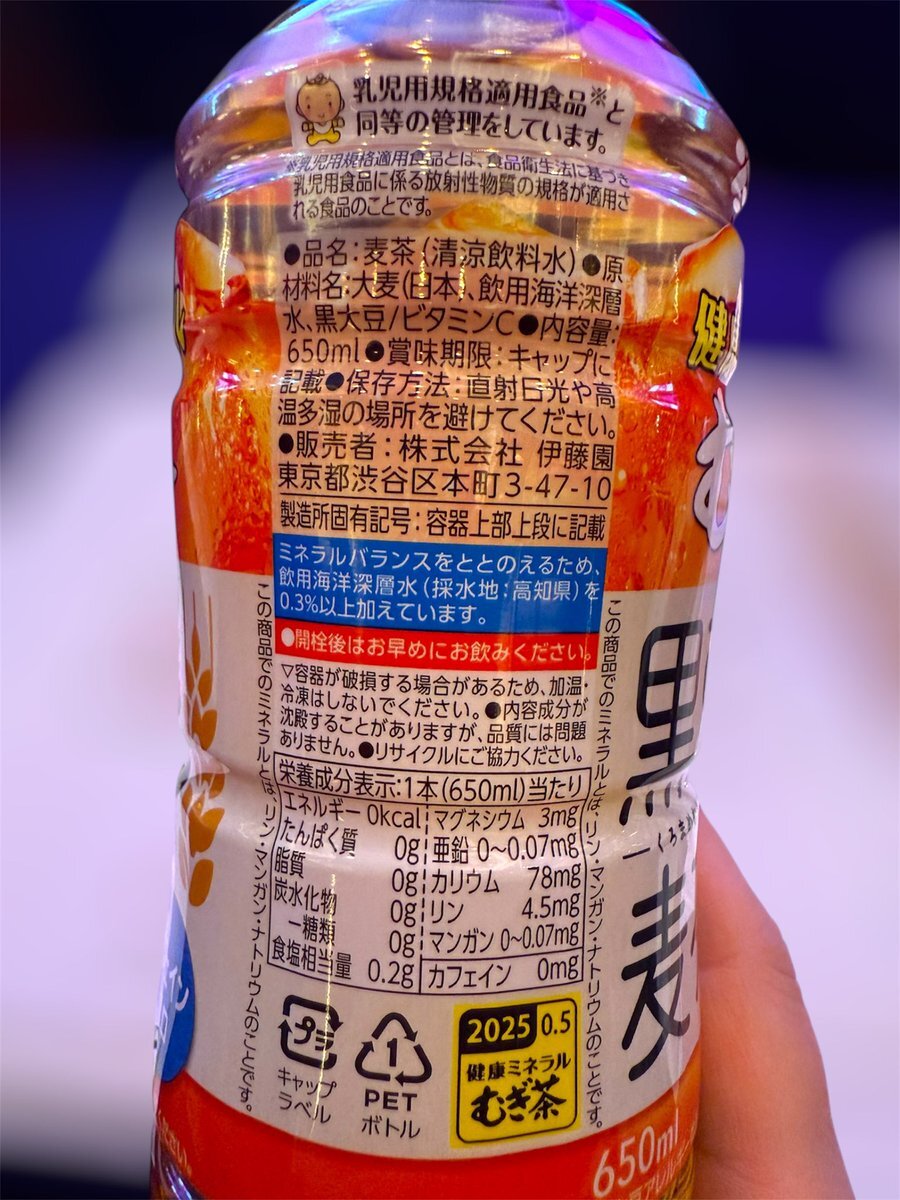 乳児用規格適用食品※と
同等の管理をしています。
※乳児用規格適用食品とは、食品衛生法に基づき
乳児用食品に係る放射性物質の規格が適用さ
れる食品のことです。
●品名：麦茶（清涼飲料水）●原
材料名：大麦（日本）、飲用海洋深層
水、黒大豆/ビタミンC●内容量：
650ml●賞味期限：キャップに
記載●保存方法：直射日光や高
温多湿の場所を避けてください。
●販売者：株式会社 伊藤園
東京都渋谷区本町3-47-10
製造所固有記号：容器上部上段に記載
ミネラルバランスをととのえるため、
飲用海洋深層水（採水地：高知県）を
0.3%以上加えています。
●開栓後はお早めにお飲みください。
▽容器が破損する場合があるため、加温・
冷凍はしないでください。●内容成分が
沈殿することがありますが、品質には問題
ありません。●リサイクルにご協力ください。
栄養成分表示：1本（650ml）当たり
エネルギー 0kcal
たんぱく質 0g
脂質 0g
炭水化物 0g
－糖類 0g
食塩相当量 0.2g
マグネシウム 3mg
亜鉛 0~0.07mg
カリウム 78mg
リン 4.5mg
マンガン 0~0.07mg
カフェイン 0mg
この商品でのミネラルとは、リン・マンガン・ナトリウムのことです。
この商品でのミネラルとは、リン・マンガン・ナトリウムのことです。
プラ
キャップ
ラベル
1
PET
ボトル
2025 0.5
健康ミネラル
むぎ茶
健
む
黒
麦
650ml